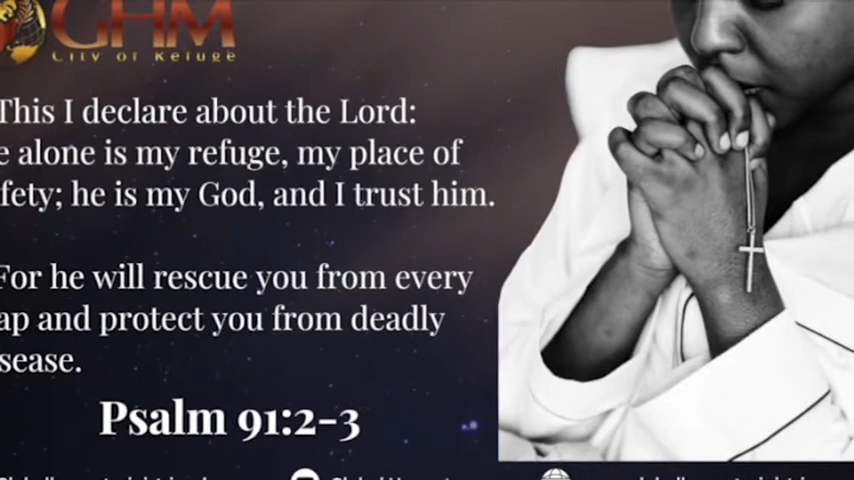 GHM
City of Refuge
This I declare about the Lord:
e alone is my refuge, my place of
fety; he is my God, and I trust him.
For he will rescue you from every
ap and protect you from deadly
sease.
Psalm 91:2-3